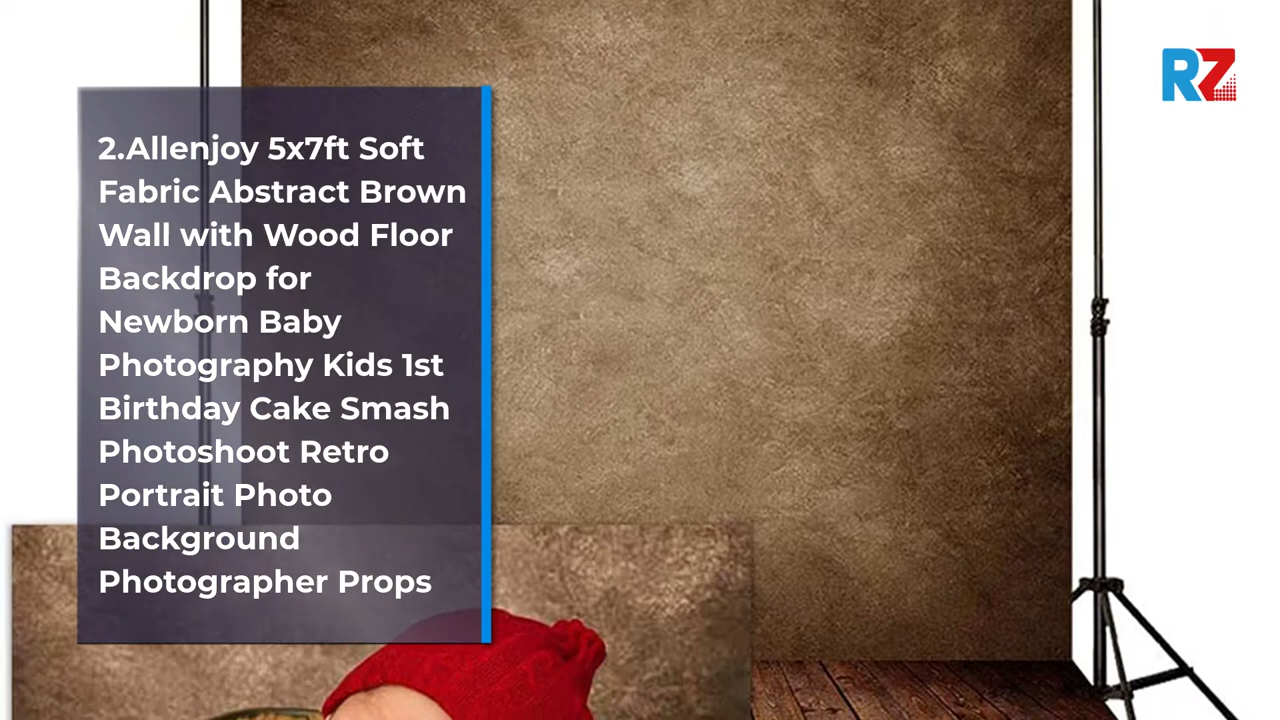 2.Allenjoy 5x7ft Soft
Fabric Abstract Brown
Wall with Wood Floor
Backdrop for
Newborn Baby
Photography Kids 1st
Birthday Cake Smash
Photoshoot Retro
Portrait Photo
Background
Photographer Props
RZ